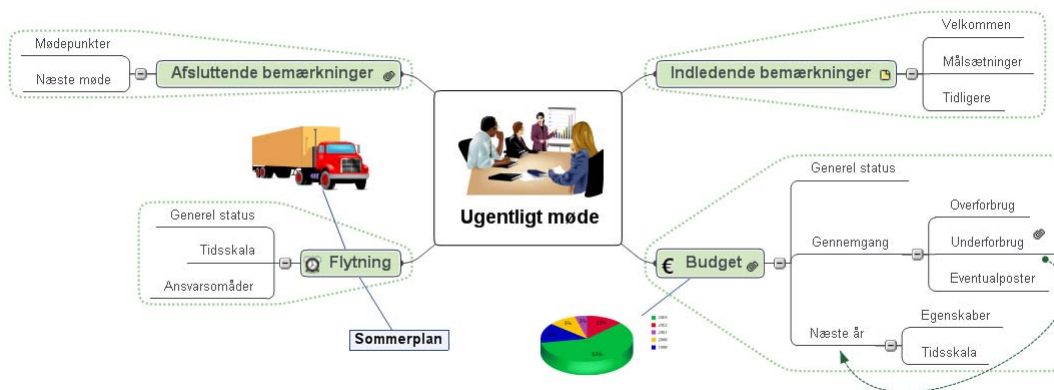 Mødepunkter
Næste møde
Afsluttende bemærkninger
Indledende bemærkninger
Velkommen
Målsætninger
Tidligere
Ugentligt møde
Generel status
Tidsskala
Ansvarsomåder
Flytning
Sommerplan
€ Budget
Generel status
Gennemgang
Overforbrug
Underforbrug
Eventualposter
Næste år
Egenskaber
Tidsskala